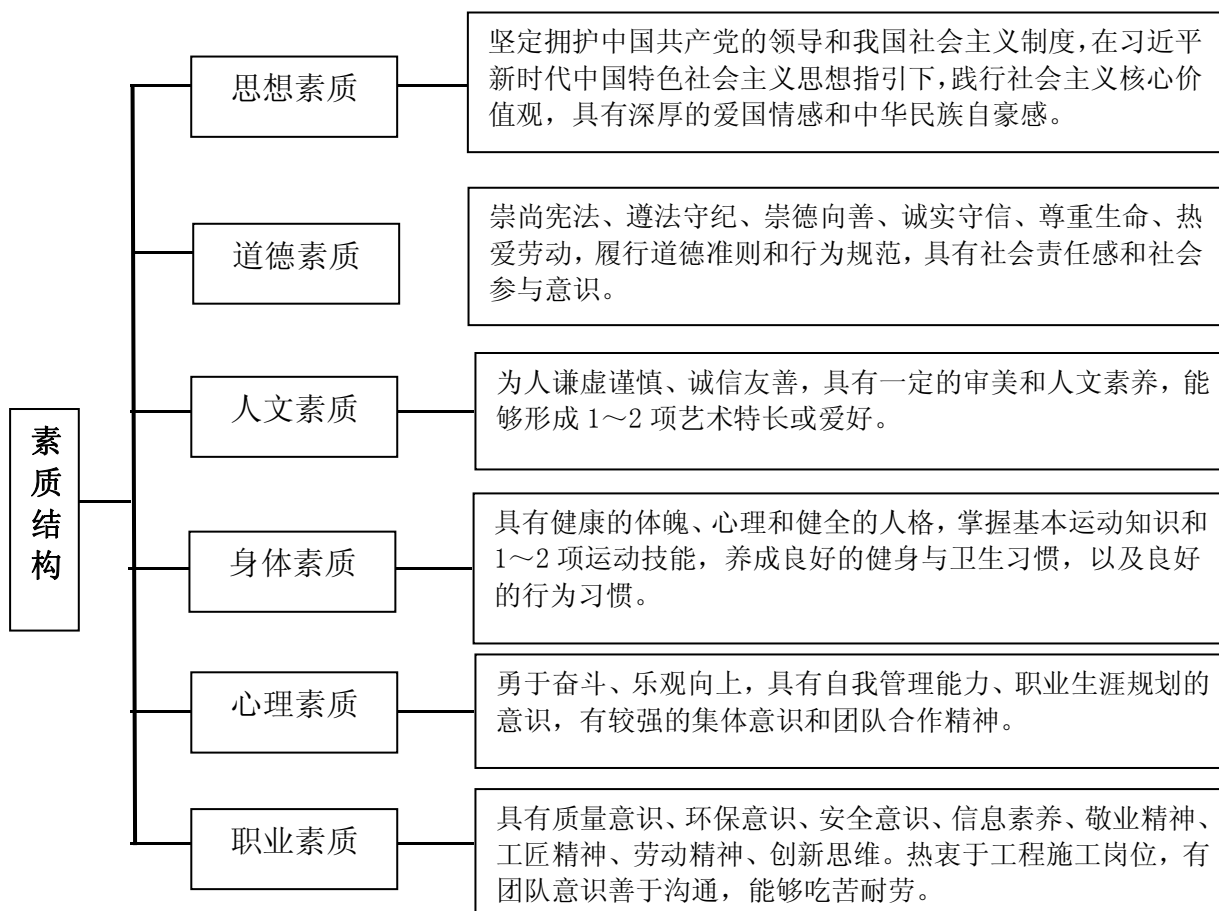 素质结构
思想素质
坚定拥护中国共产党的领导和我国社会主义制度，在习近平
新时代中国特色社会主义思想指引下，践行社会主义核心价
值观，具有深厚的爱国情感和中华民族自豪感。
道德素质
崇尚宪法、遵法守纪、崇德向善、诚实守信、尊重生命、热
爱劳动，履行道德准则和行为规范，具有社会责任感和社会
参与意识。
人文素质
为人谦虚谨慎、诚信友善，具有一定的审美和人文素养，能
够形成 1～2 项艺术特长或爱好。
身体素质
具有健康的体魄、心理和健全的人格，掌握基本运动知识和
1～2 项运动技能，养成良好的健身与卫生习惯，以及良好
的行为习惯。
心理素质
勇于奋斗、乐观向上，具有自我管理能力、职业生涯规划的
意识，有较强的集体意识和团队合作精神。
职业素质
具有质量意识、环保意识、安全意识、信息素养、敬业精神、
工匠精神、劳动精神、创新思维。热衷于工程施工岗位，有
团队意识善于沟通，能够吃苦耐劳。